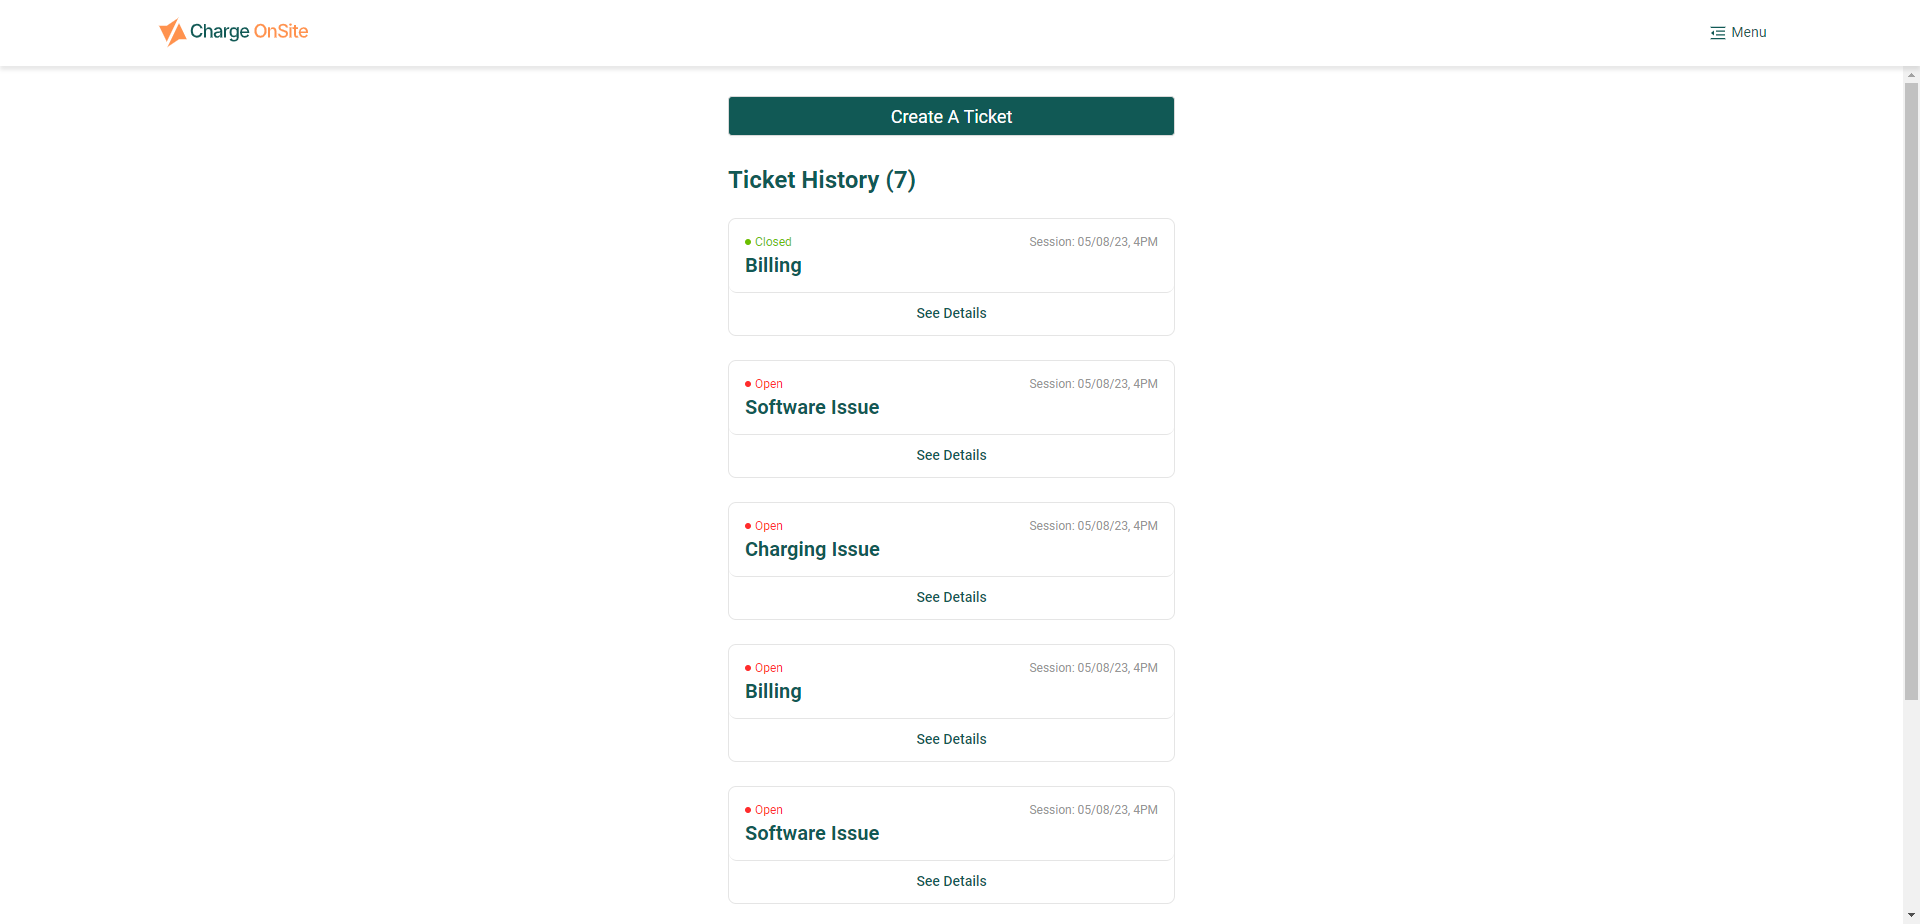 Charge OnSite
Menu
Create A Ticket
Ticket History (7)
Closed
Session: 05/08/23, 4PM
Billing
See Details
Open
Session: 05/08/23, 4PM
Software Issue
See Details
Open
Session: 05/08/23, 4PM
Charging Issue
See Details
Open
Session: 05/08/23, 4PM
Billing
See Details
Open
Session: 05/08/23, 4PM
Software Issue
See Details